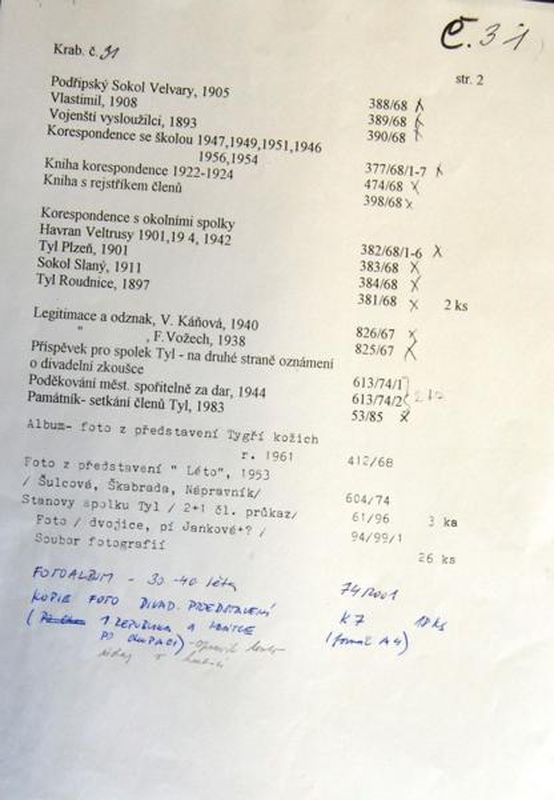 Č.31
Krab. č. 31
str. 2
Podřipský Sokol Velvary, 1905 388/68 x
Vlastimil, 1908 389/68 x
Vojenští vysloužilci, 1893 390/68 x
Korespondence se školou 1947,1949,1951,1946
1956,1954 377/68/1-7 x
Kniha korespondence 1922-1924 474/68 x
Kniha s rejstříkem členů 398/68 x
Korespondence s okolními spolky
Havran Veltrusy 1901,19 4, 1942 382/68/1-6 x
Tyl Plzeň, 1901 383/68 x
Sokol Slaný, 1911 384/68 x
Tyl Roudnice, 1897 381/68 x 2 ks
Legitimace a odznak, V. Káňová, 1940 826/67 x
" , F.Vožech, 1938 825/67 x
Příspěvek pro spolek Tyl - na druhé straně oznámení
o divadelní zkoušce 613/74/1
Poděkování měst. spořitelně za dar, 1944 613/74/2
Památník- setkání členů Tyl, 1983 53/85 x
Album- foto z představení Tygří kožich
r. 1961 412/68
Foto z představení " Léto", 1953
/ Šulcová, Škabrada, Nápravník/ 604/74
Stanovy spolku Tyl / 2+1 čl. průkaz/ 61/96 3 ka
Foto / dvojice, pí Jankové+? / 94/99/1
Soubor fotografií 26 ks
FOTOALBUM - 30-40 léta
KOPIE FOTO DIVAD. PŘEDSTAVENÍ K7 18 ks
( 1 REPUBLIKA A KRÁTCE (formát A4)
PO OKUPACI)